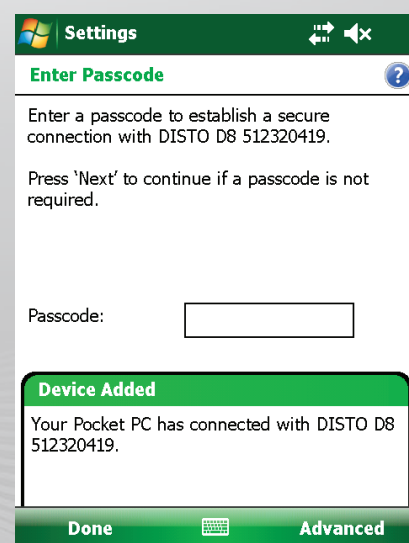 Settings
Enter Passcode
?
Enter a passcode to establish a secure
connection with DISTO D8 512320419.
Press ‘Next’ to continue if a passcode is not
required.
Passcode:
Device Added
Your Pocket PC has connected with DISTO D8
512320419.
Done
Advanced